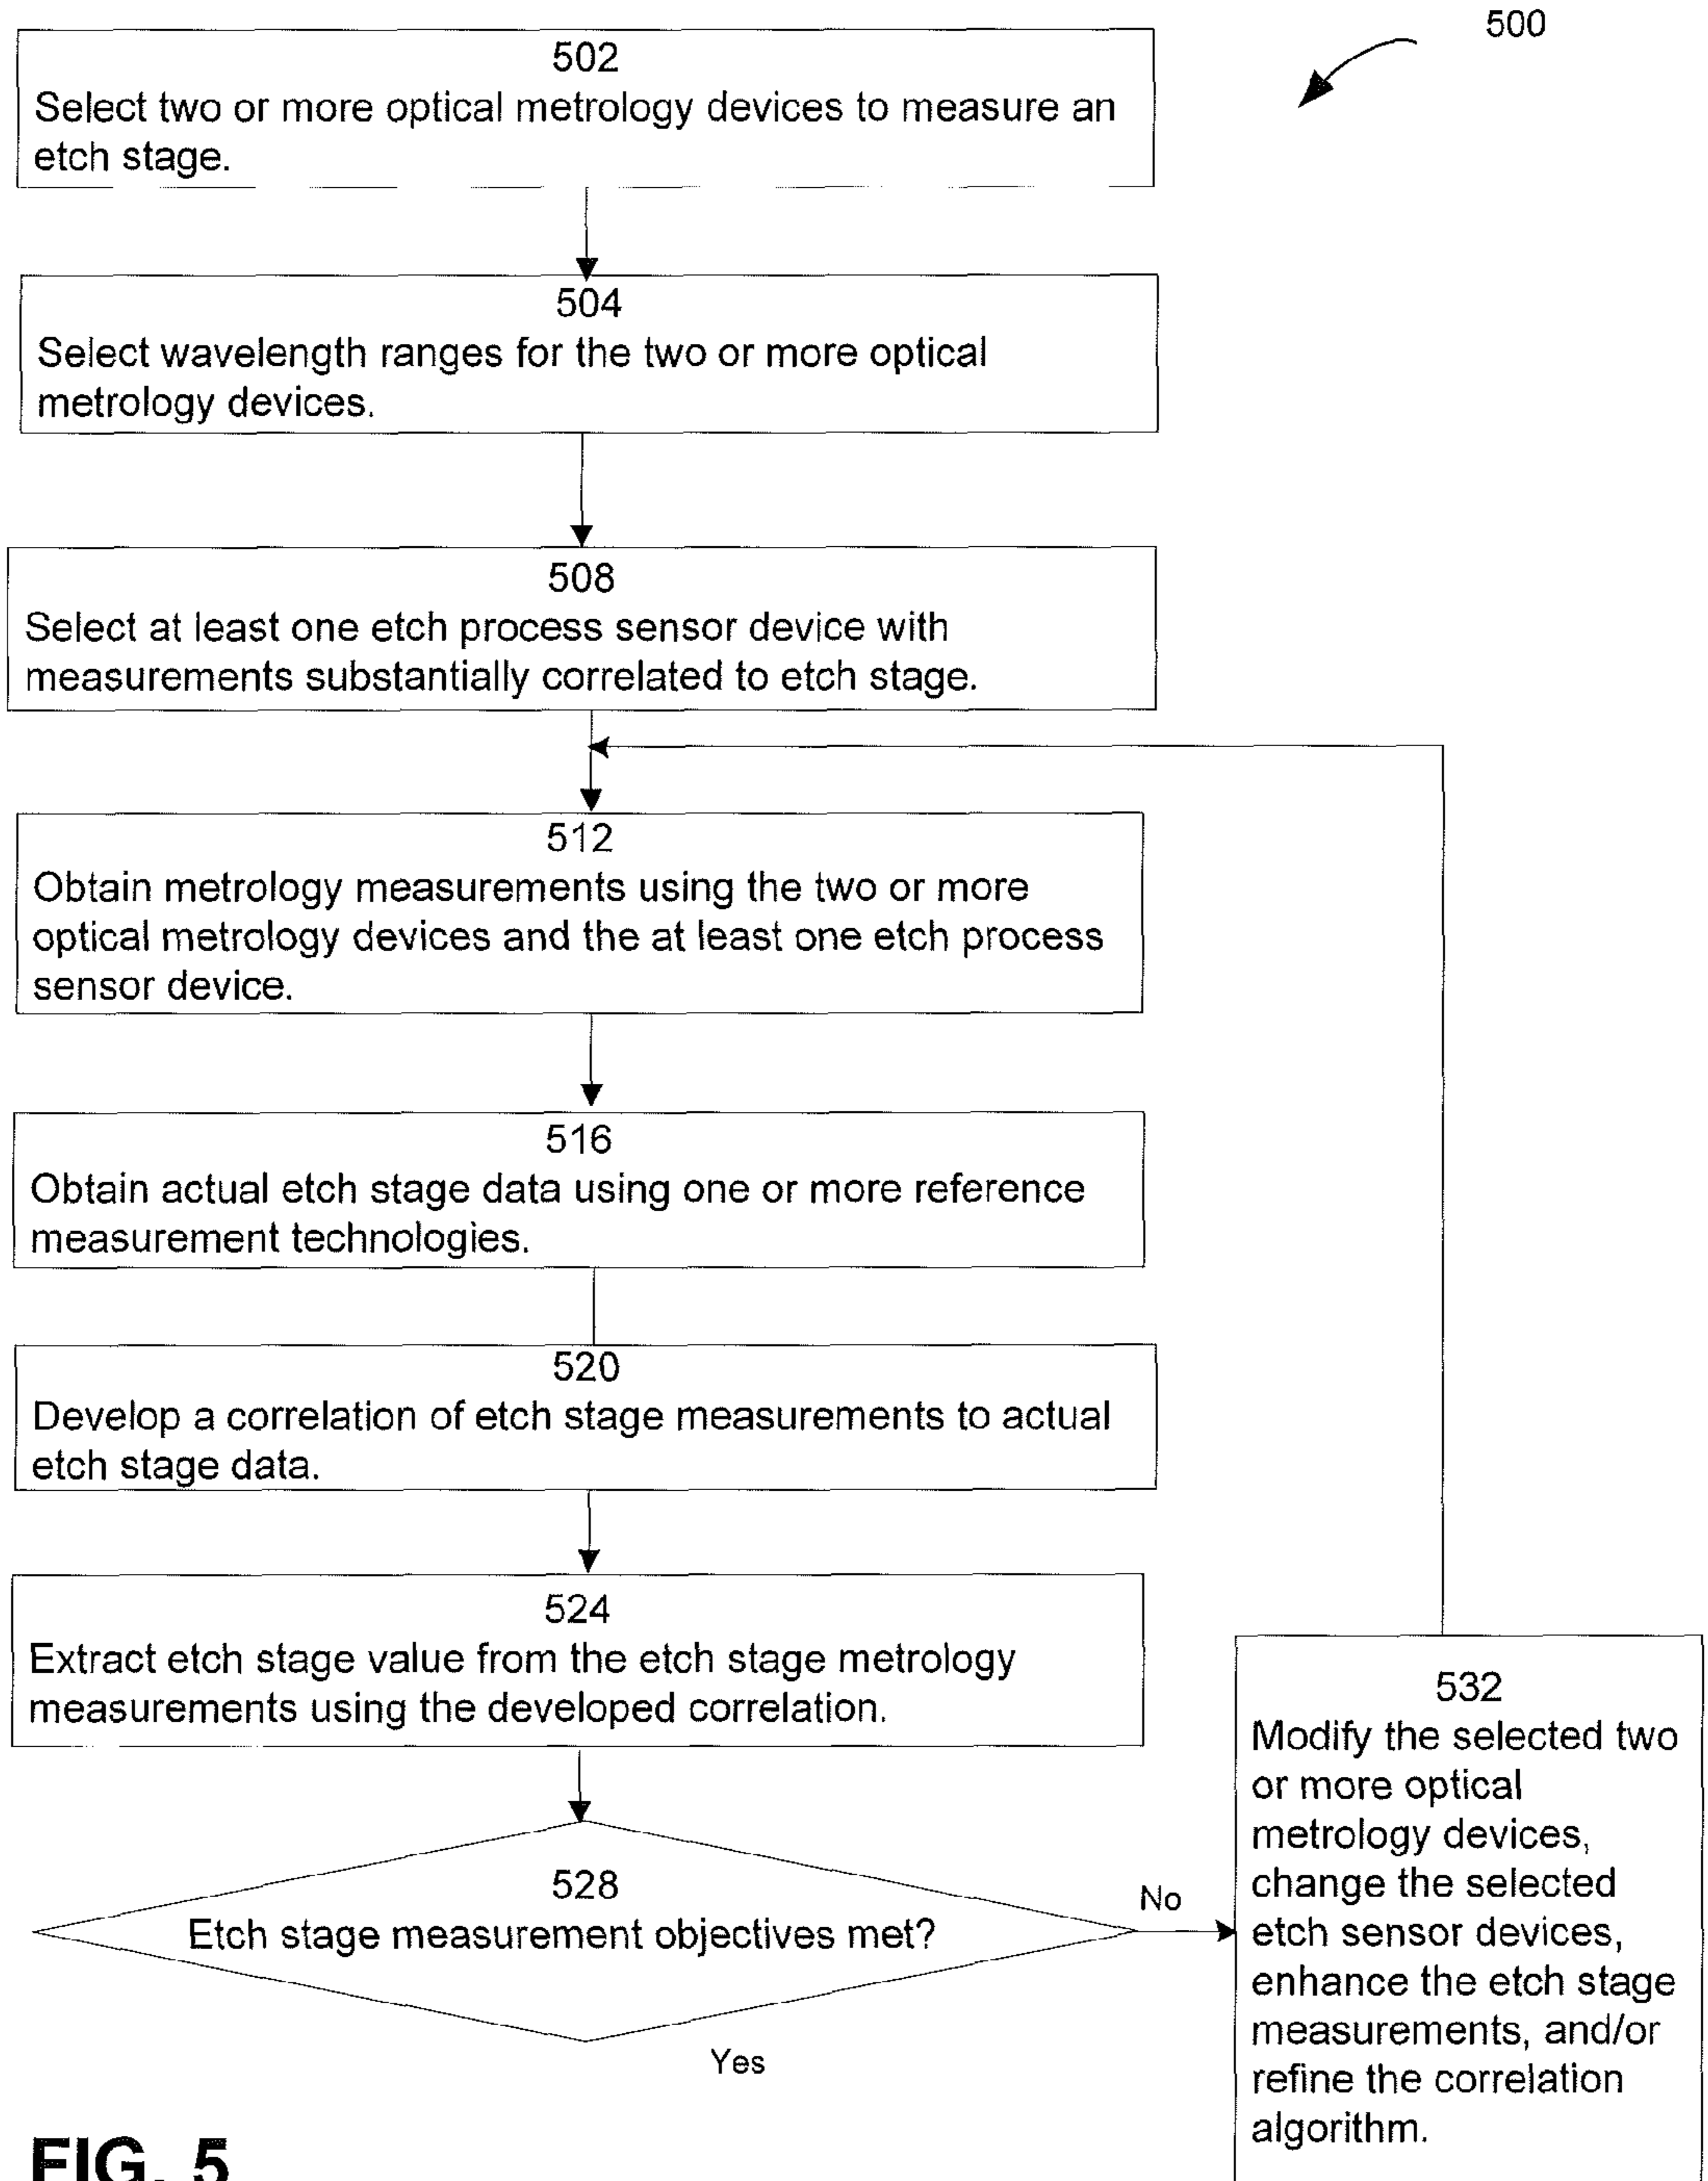 500
502
Select two or more optical metrology devices to measure an
etch stage.
504
Select wavelength ranges for the two or more optical
metrology devices.
508
Select at least one etch process sensor device with
measurements substantially correlated to etch stage.
512
Obtain metrology measurements using the two or more
optical metrology devices and the at least one etch process
sensor device.
516
Obtain actual etch stage data using one or more reference
measurement technologies.
520
Develop a correlation of etch stage measurements to actual
etch stage data.
524
Extract etch stage value from the etch stage metrology
measurements using the developed correlation.
528
Etch stage measurement objectives met?
No
Yes
532
Modify the selected two
or more optical
metrology devices,
change the selected
etch sensor devices,
enhance the etch stage
measurements, and/or
refine the correlation
algorithm.
FIG. 5